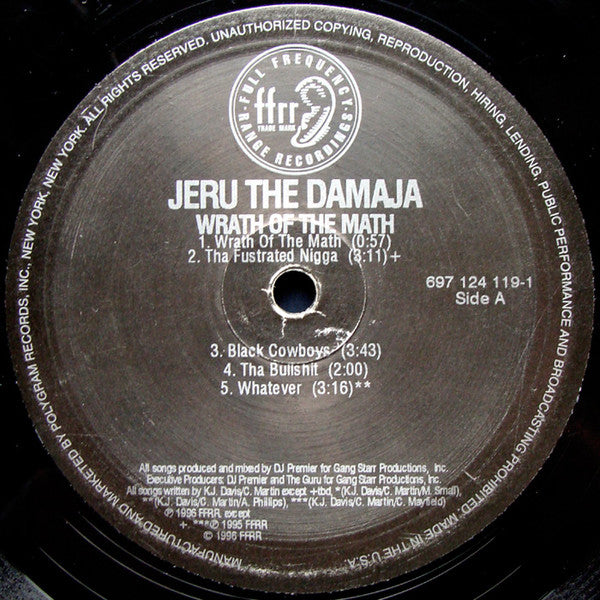 MANUFACTURED AND MARKETED BY POLYGRAM RECORDS, INC., NEW YORK, NEW YORK. ALL RIGHTS RESERVED. UNAUTHORIZED COPYING, REPRODUCTION, HIRING, LENDING, PUBLIC PERFORMANCE AND BROADCASTING PROHIBITED. MADE IN THE U.S.A.
· FULL FREQUENCY ·
ffrr
TRADE MARK
RANGE RECORDINGS
JERU THE DAMAJA
WRATH OF THE MATH
1. Wrath Of The Math (0:57)
2. Tha Fustrated Nigga (3:11)+
697 124 119-1
Side A
3. Black Cowboys (3:43)
4. Tha Bullshit (2:00)
5. Whatever (3:16)**
All songs produced and mixed by DJ Premier for Gang Starr Productions, Inc.
Executive Producers: DJ Premier and The Guru for Gang Starr Productions, Inc.
All songs written by K.J. Davis/C. Martin except +tbd, *(K.J. Davis/C. Martin/M. Small),
**(K.J. Davis/C. Martin/A. Phillips), ***(K.J. Davis/C. Martin/C. Mayfield)
℗ 1996 FFRR, except
+, ***℗ 1995 FFRR
© 1996 FFRR